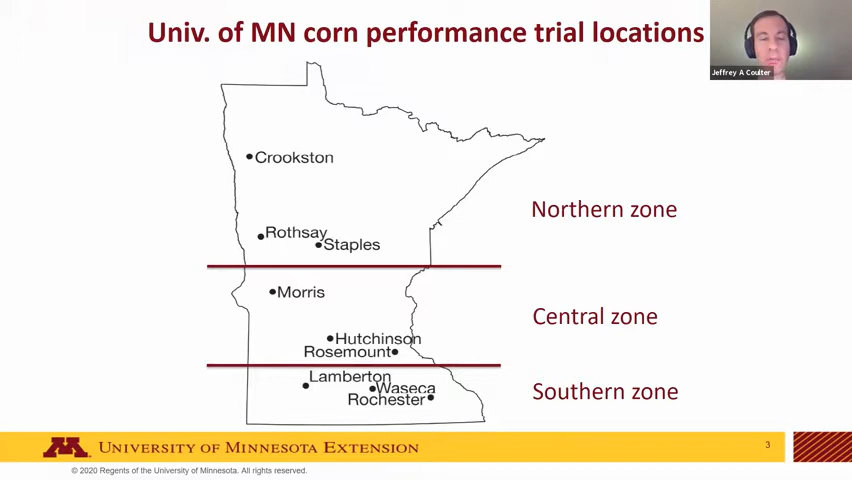 Univ. of MN corn performance trial locations
Jeffrey A Coulter
Crookston
Northern zone
Rothsay
Staples
Morris
Central zone
Hutchinson
Rosemount
Lamberton
Waseca
Southern zone
Rochester
UNIVERSITY OF MINNESOTA EXTENSION
3
© 2020 Regents of the University of Minnesota. All rights reserved.